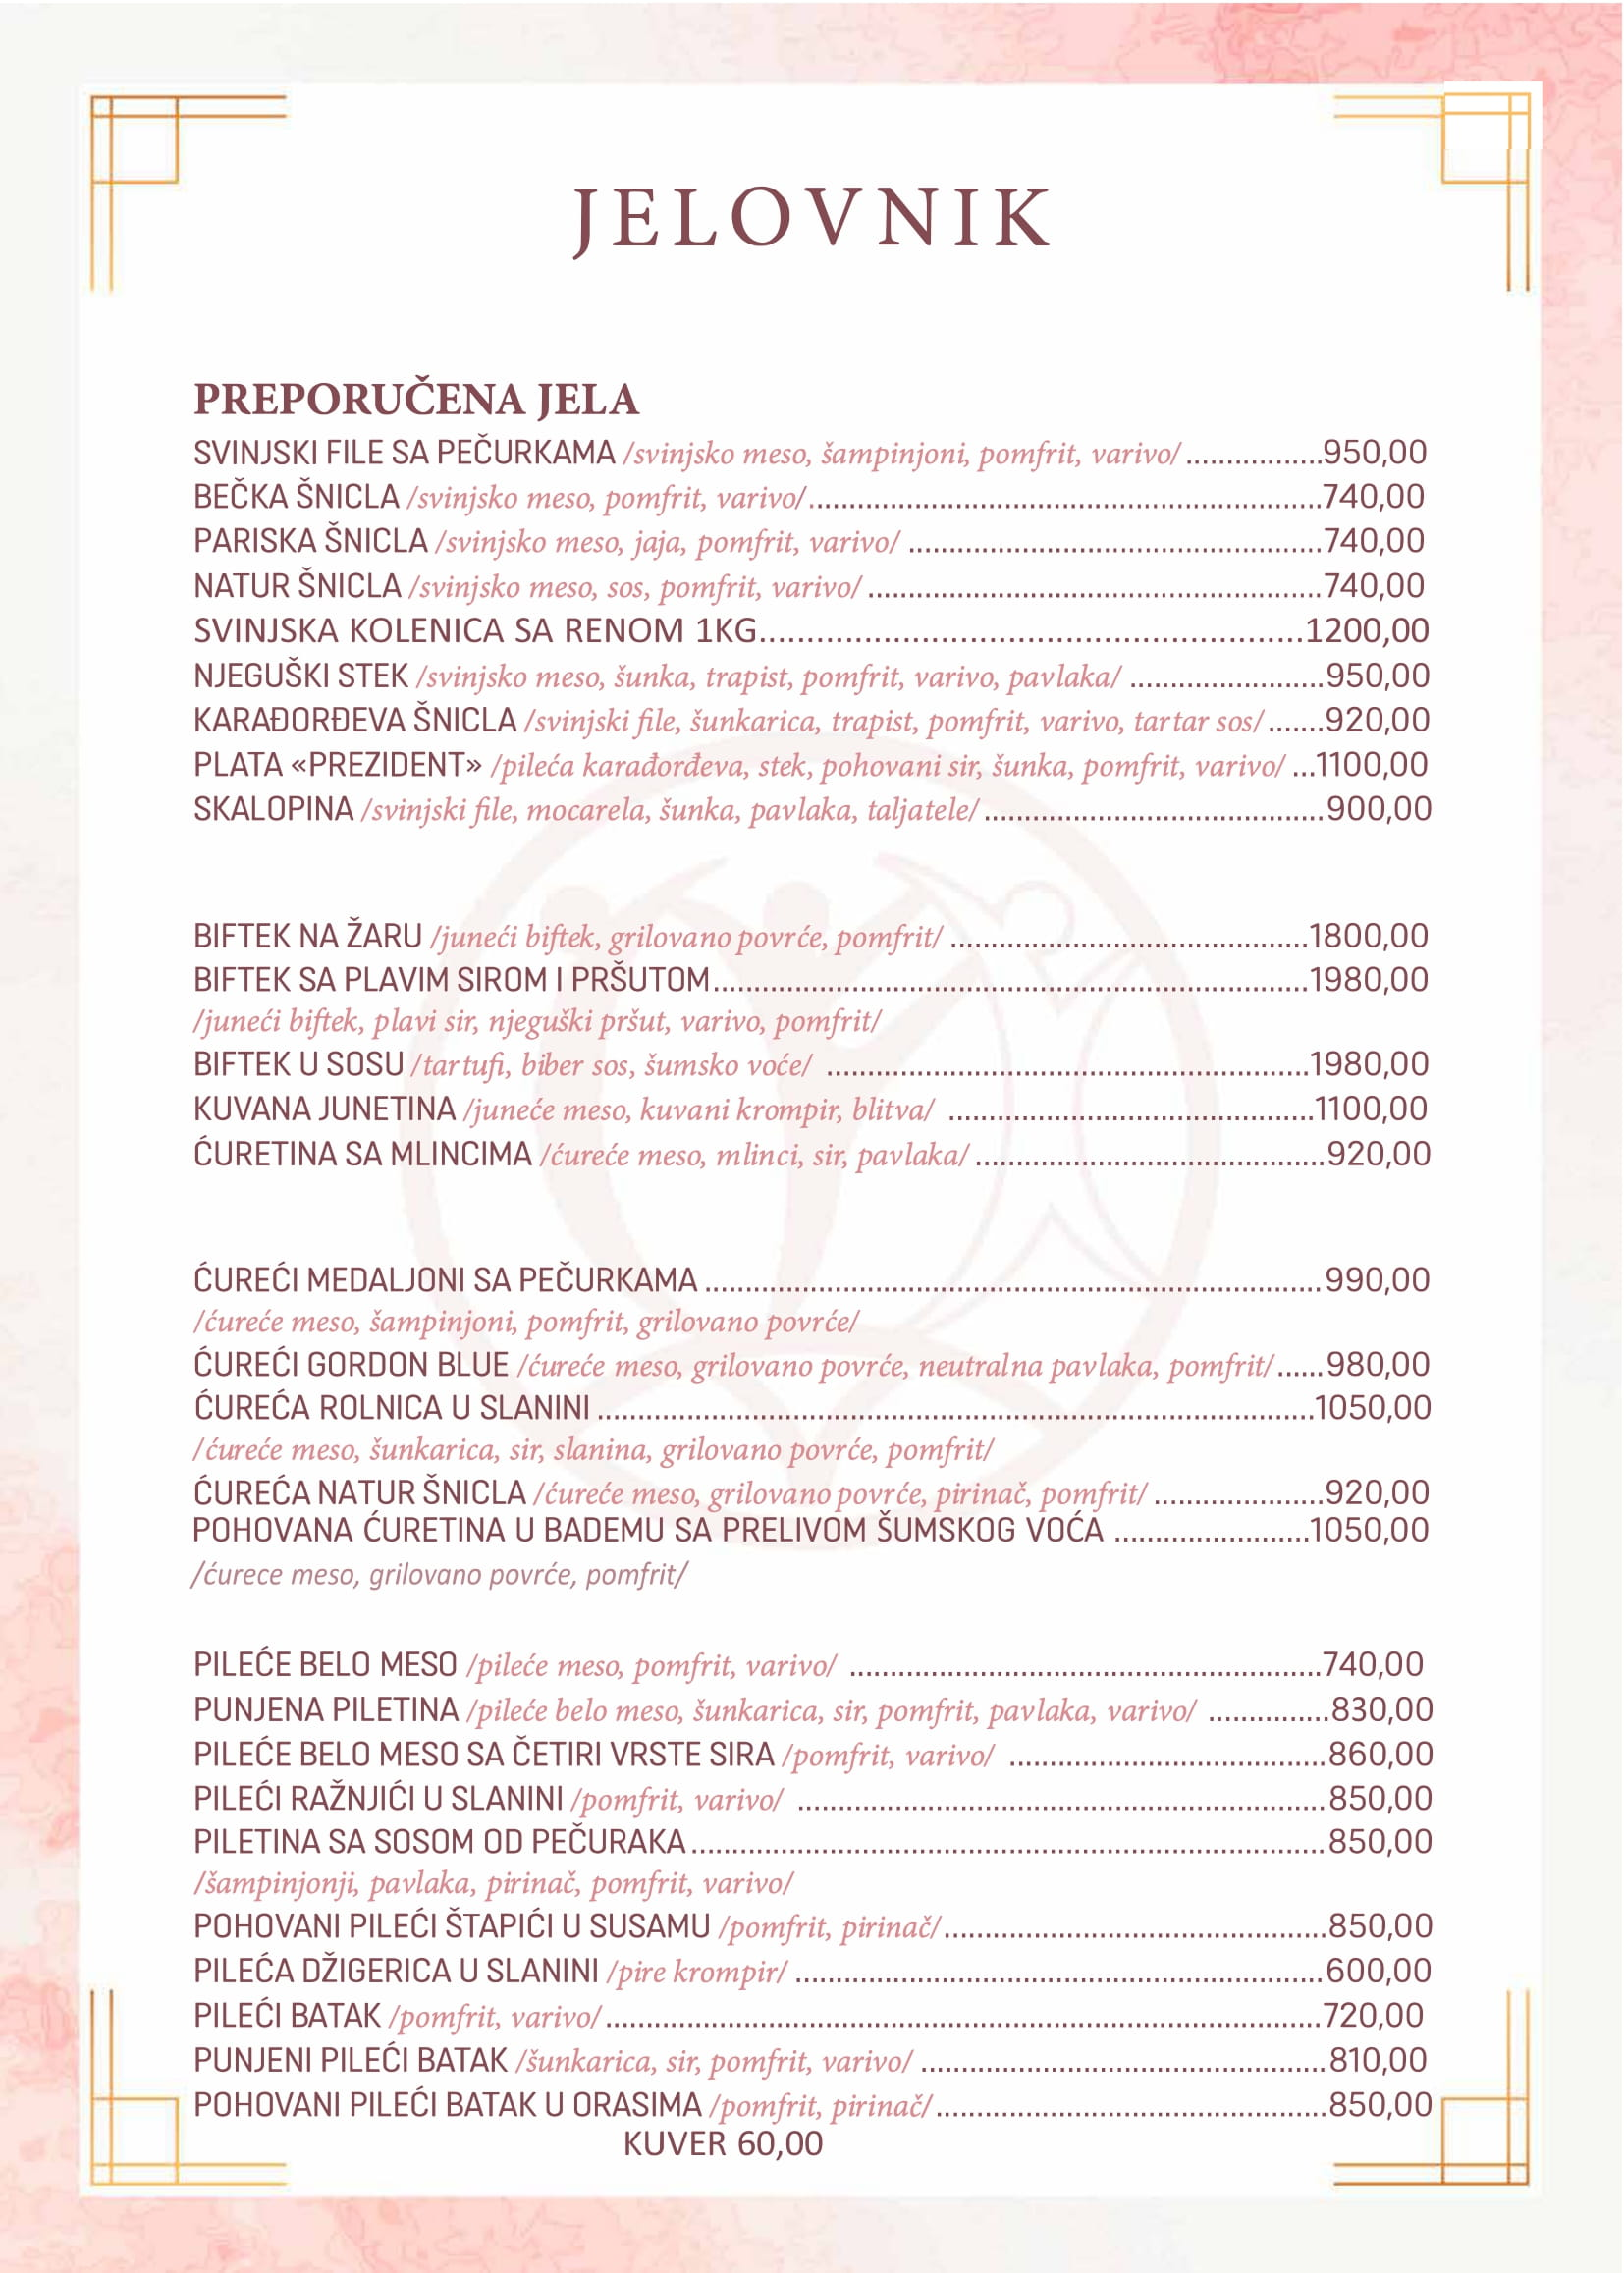 JELOVNIK
PREPORUČENA JELA
SVINJSKI FILE SA PEČURKAMA /svinjsko meso, šampinjoni, pomfrit, varivo/ .................950,00
BEČKA ŠNICLA /svinjsko meso, pomfrit, varivo/...............................................................740,00
PARISKA ŠNICLA /svinjsko meso, jaja, pomfrit, varivo/ ...................................................740,00
NATUR ŠNICLA /svinjsko meso, sos, pomfrit, varivo/ ........................................................740,00
SVINJSKA KOLENICA SA RENOM 1KG......................................................1200,00
NJEGUŠKI STEK /svinjsko meso, šunka, trapist, pomfrit, varivo, pavlaka/ ........................950,00
KARAĐORĐEVA ŠNICLA /svinjski file, šunkarica, trapist, pomfrit, varivo, tartar sos/.......920,00
PLATA «PREZIDENT» /pileća karađorđeva, stek, pohovani sir, šunka, pomfrit, varivo/ ...1100,00
SKALOPINA /svinjski file, mocarela, šunka, pavlaka, taljatele/..........................................900,00
BIFTEK NA ŽARU /juneći biftek, grilovano povrće, pomfrit/ ............................................1800,00
BIFTEK SA PLAVIM SIROM I PRŠUTOM.........................................................................1980,00
/juneći biftek, plavi sir, njeguški pršut, varivo, pomfrit/
BIFTEK U SOSU /tartufi, biber sos, šumsko voće/ ...........................................................1980,00
KUVANA JUNETINA /juneće meso, kuvani krompir, blitva/ .............................................1100,00
ĆURETINA SA MLINCIMA /ćureće meso, mlinci, sir, pavlaka/ ...........................................920,00
ĆUREĆI MEDALJONI SA PEČURKAMA ............................................................................990,00
/ćureće meso, šampinjoni, pomfrit, grilovano povrće/
ĆUREĆI GORDON BLUE /ćureće meso, grilovano povrće, neutralna pavlaka, pomfrit/......980,00
ĆUREĆA ROLNICA U SLANINI ........................................................................................1050,00
/ćureće meso, šunkarica, sir, slanina, grilovano povrće, pomfrit/
ĆUREĆA NATUR ŠNICLA /ćureće meso, grilovano povrće, pirinač, pomfrit/ .....................920,00
POHOVANA ĆURETINA U BADEMU SA PRELIVOM ŠUMSKOG VOĆA ........................1050,00
/ćurece meso, grilovano povrće, pomfrit/
PILEĆE BELO MESO /pileće meso, pomfrit, varivo/ ..........................................................740,00
PUNJENA PILETINA /pileće belo meso, šunkarica, sir, pomfrit, pavlaka, varivo/ ...............830,00
PILEĆE BELO MESO SA ČETIRI VRSTE SIRA /pomfrit, varivo/ .......................................860,00
PILEĆI RAŽNJIĆI U SLANINI /pomfrit, varivo/ .................................................................850,00
PILETINA SA SOSOM OD PEČURAKA..............................................................................850,00
/šampinjonji, pavlaka, pirinač, pomfrit, varivo/
POHOVANI PILEĆI ŠTAPIĆI U SUSAMU /pomfrit, pirinač/...............................................850,00
PILEĆA DŽIGERICA U SLANINI /pire krompir/ .................................................................600,00
PILEĆI BATAK /pomfrit, varivo/........................................................................................720,00
PUNJENI PILEĆI BATAK /šunkarica, sir, pomfrit, varivo/ ..................................................810,00
POHOVANI PILEĆI BATAK U ORASIMA /pomfrit, pirinač/................................................850,00
KUVER 60,00